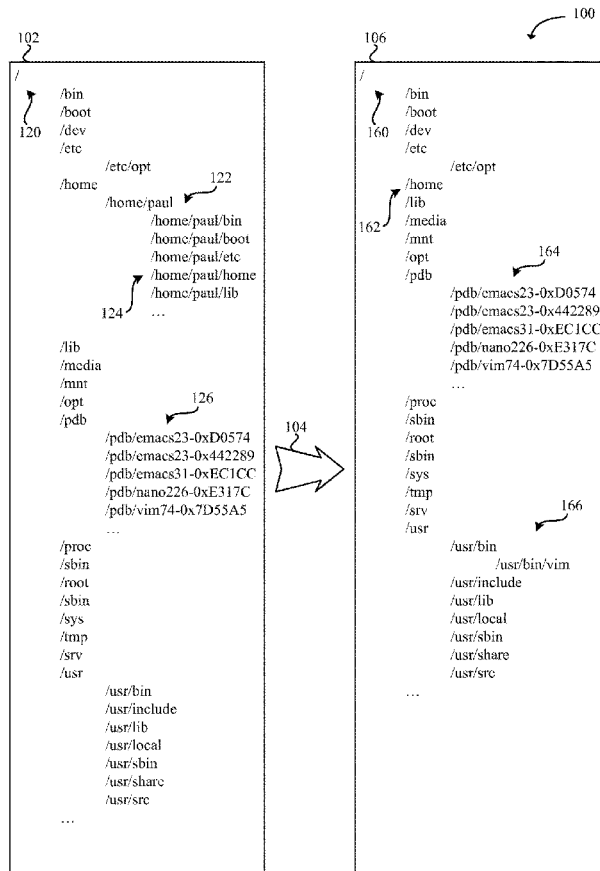 100
102
/
120
/bin
/boot
/dev
/etc
/etc/opt
/home
122
/home/paul
/home/paul/bin
/home/paul/boot
/home/paul/etc
/home/paul/home
124
/home/paul/lib
...
/lib
/media
/mnt
/opt
126
/pdb
/pdb/emacs23-0xD0574
/pdb/emacs23-0x442289
/pdb/emacs31-0xEC1CC
/pdb/nano226-0xE317C
/pdb/vim74-0x7D55A5
...
/proc
/sbin
/root
/sbin
/sys
/tmp
/srv
/usr
/usr/bin
/usr/include
/usr/lib
/usr/local
/usr/sbin
/usr/share
/usr/src
...
104
106
/
160
/bin
/boot
/dev
/etc
/etc/opt
/home
162
/lib
/media
/mnt
/opt
164
/pdb
/pdb/emacs23-0xD0574
/pdb/emacs23-0x442289
/pdb/emacs31-0xEC1CC
/pdb/nano226-0xE317C
/pdb/vim74-0x7D55A5
...
/proc
/sbin
/root
/sbin
/sys
/tmp
/srv
/usr
166
/usr/bin
/usr/bin/vim
/usr/include
/usr/lib
/usr/local
/usr/sbin
/usr/share
/usr/src
...